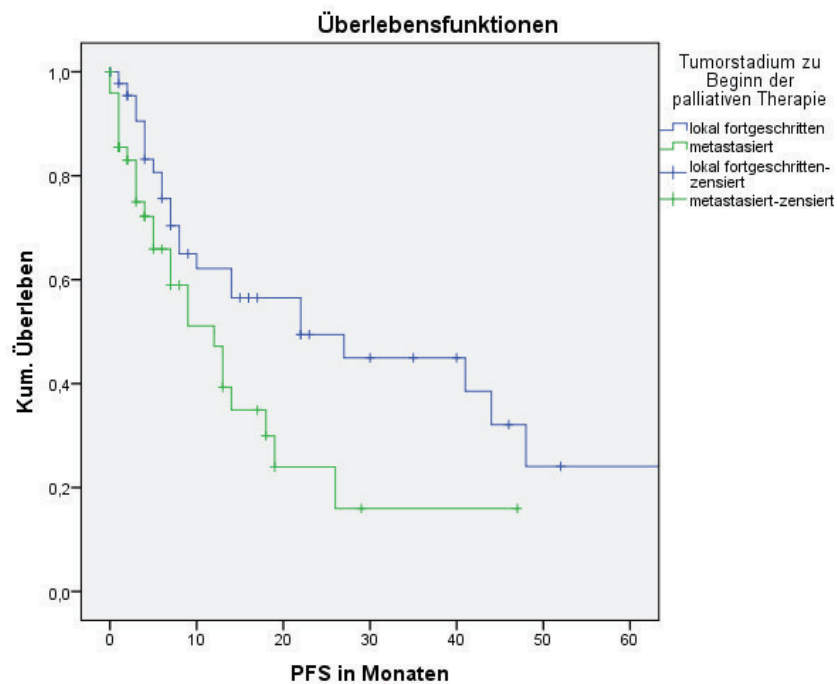 Überlebensfunktionen
Tumorstadium zu
Beginn der
palliativen Therapie
lokal fortgeschritten
metastasiert
lokal fortgeschritten-
zensiert
metastasiert-zensiert
Kum. Überleben
1,0
0,8
0,6
0,4
0,2
0,0
0 10 20 30 40 50 60
PFS in Monaten